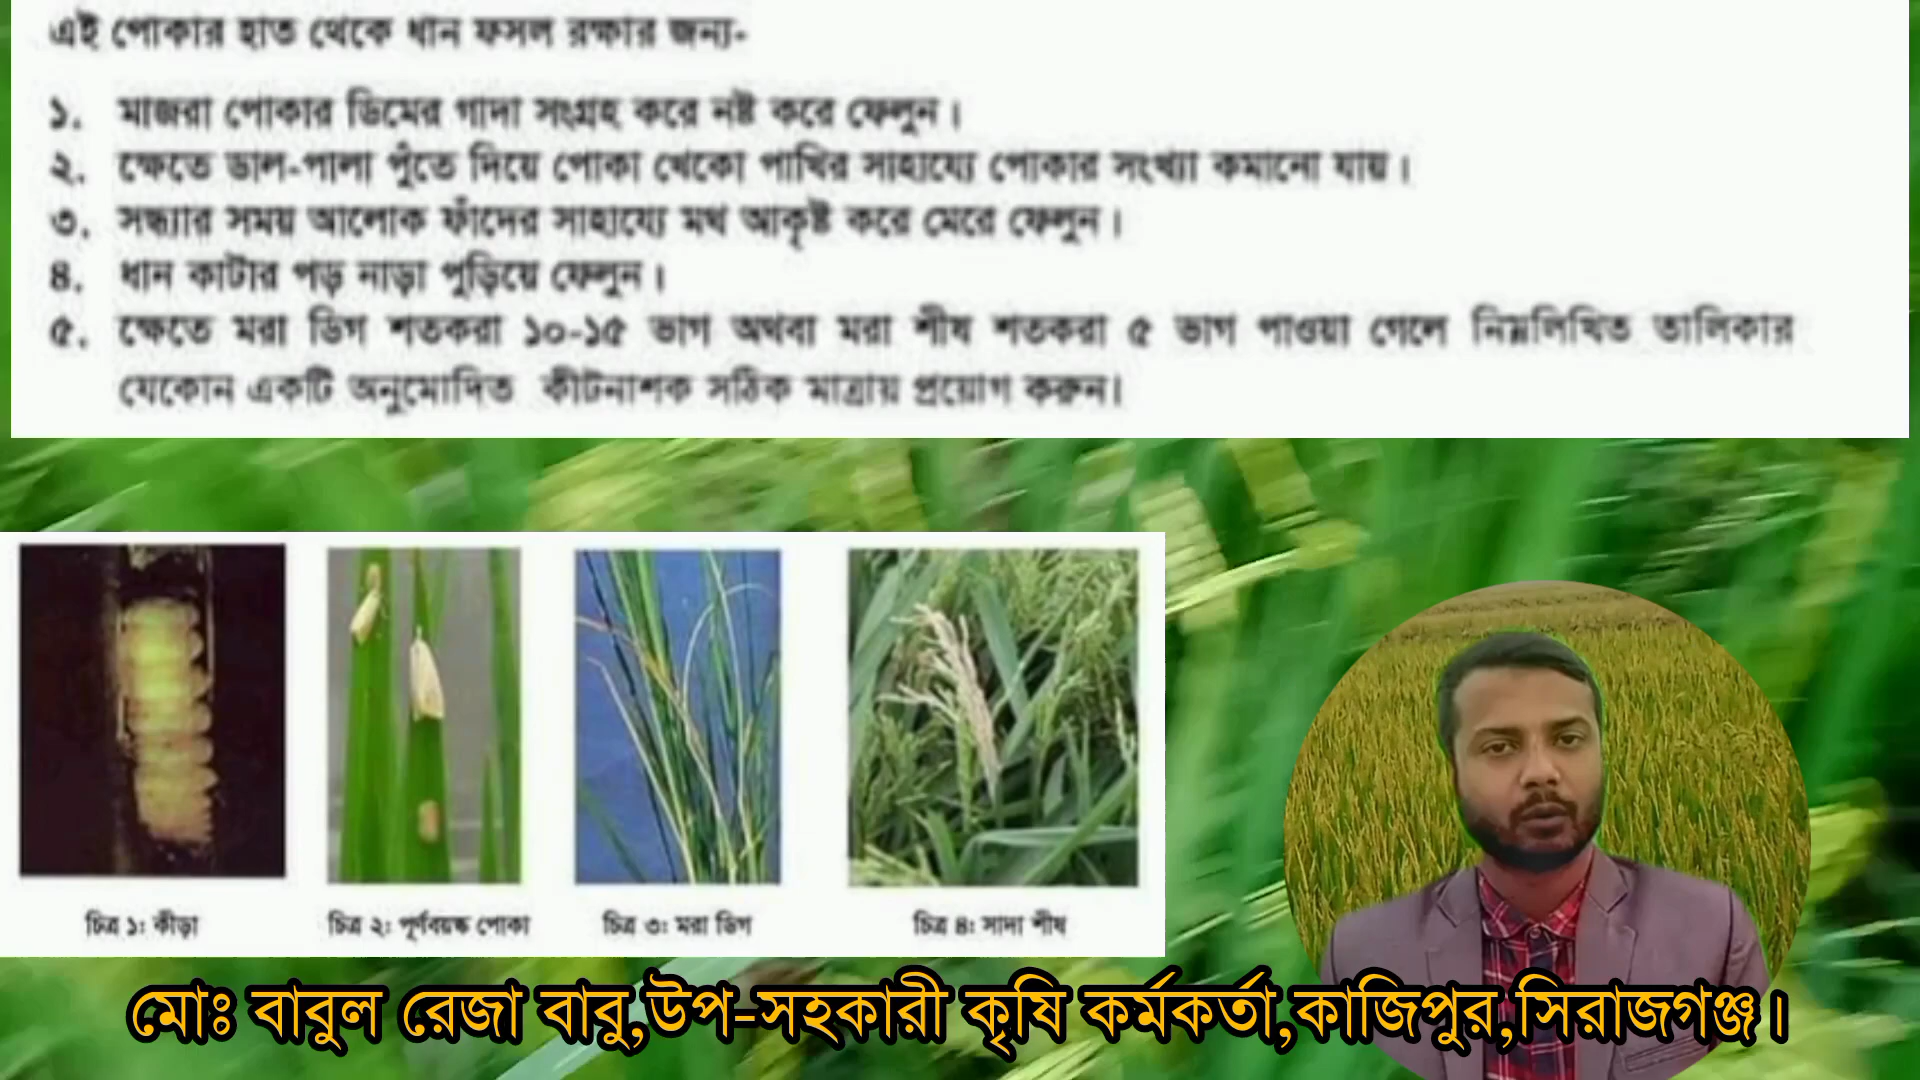 এই পোকার হাত থেকে ধান ফসল রক্ষার জন্য-
১. মাজরা পোকার ডিমের গাদা সংগ্রহ করে নষ্ট করে ফেলুন।
২. ক্ষেতে ডাল-পালা পুঁতে দিয়ে পোকা খেকো পাখির সাহায্যে পোকার সংখ্যা কমানো যায়।
৩. সন্ধ্যার সময় আলোক ফাঁদের সাহায্যে মথ আকৃষ্ট করে মেরে ফেলুন।
৪. ধান কাটার পড় নাড়া পুড়িয়ে ফেলুন।
৫. ক্ষেতে মরা ডিগ শতকরা ১০-১৫ ভাগ অথবা মরা শীষ শতকরা ৫ ভাগ পাওয়া গেলে নিম্নলিখিত তালিকার
যেকোন একটি অনুমোদিত কীটনাশক সঠিক মাত্রায় প্রয়োগ করুন।
চিত্র ১: কীড়া
চিত্র ২: পূর্ণবয়স্ক পোকা
চিত্র ৩: মরা ডিগ
চিত্র ৪: সাদা শীষ
মোঃ বাবুল রেজা বাবু,উপ-সহকারী কৃষি কর্মকর্তা,কাজিপুর,সিরাজগঞ্জ।